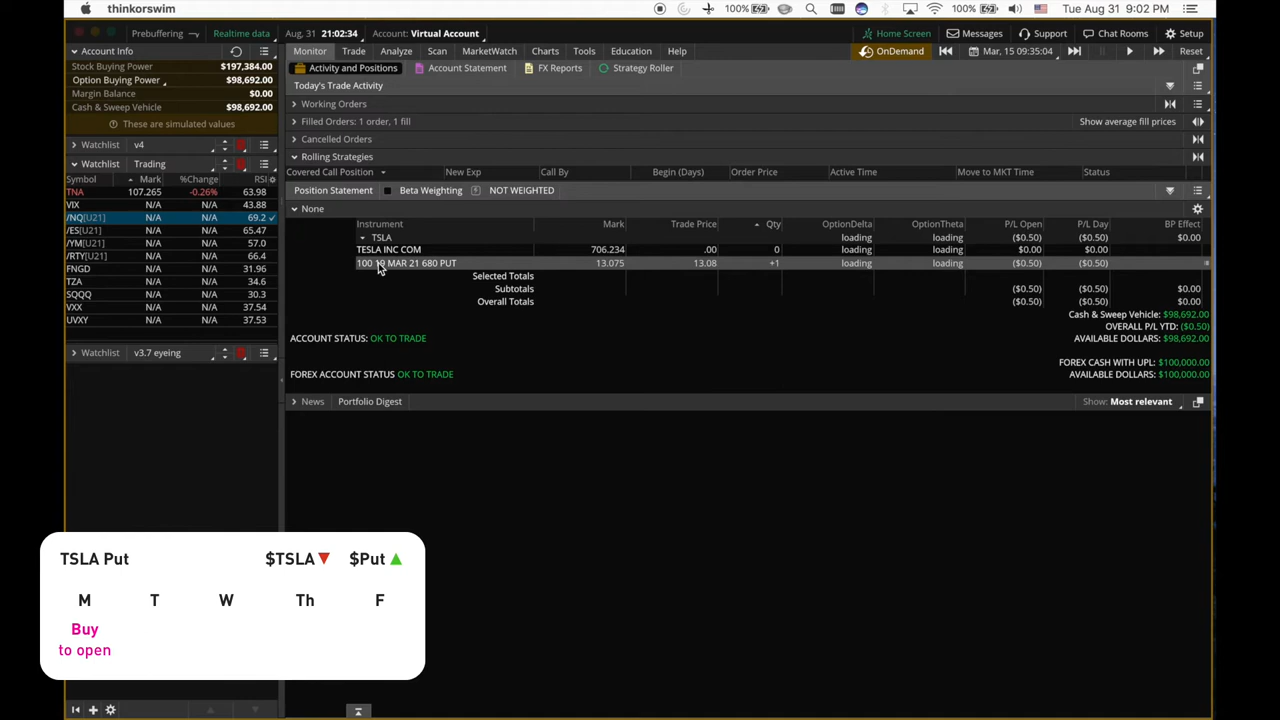 thinkorswim 100% 100% Tue Aug 31 9:02 PM
Prebuffering Realtime data Aug. 31 21:02:34 Account: Virtual Account Home Screen Messages Support Chat Rooms Setup
Account Info Monitor Trade Analyze Scan MarketWatch Charts Tools Education Help OnDemand Mar, 15 09:35:04 Reset
Stock Buying Power $197,384.00 Activity and Positions Account Statement FX Reports Strategy Roller
Option Buying Power $98,692.00
Margin Balance $0.00 Today's Trade Activity
Cash & Sweep Vehicle $98,692.00 Working Orders
These are simulated values Filled Orders: 1 order, 1 fill Show average fill prices
Cancelled Orders
Watchlist v4
Watchlist Trading Rolling Strategies
Symbol Mark %Change RSI Covered Call Position New Exp Call By Begin (Days) Order Price Active Time Move to MKT Time Status
TNA 107.265 -0.26% 63.98 Position Statement Beta Weighting NOT WEIGHTED
VIX N/A N/A 43.88 None
/NQ[U21] N/A N/A 69.2 Instrument Mark Trade Price Qty OptionDelta OptionTheta P/L Open P/L Day BP Effect
/ES[U21] N/A N/A 65.47 TSLA loading loading ($0.50) ($0.50) $0.00
/YM[U21] N/A N/A 57.0 TESLA INC COM 706.234 .00 0 loading loading $0.00 $0.00
/RTY[U21] N/A N/A 66.4 100 19 MAR 21 680 PUT 13.075 13.08 +1 loading loading ($0.50) ($0.50)
FNGD N/A N/A 31.96 Selected Totals
TZA N/A N/A 34.6 Subtotals ($0.50) ($0.50) $0.00
SQQQ N/A N/A 30.3 Overall Totals ($0.50) ($0.50) $0.00
VXX N/A N/A 37.54 Cash & Sweep Vehicle: $98,692.00
UVXY N/A N/A 37.53 OVERALL P/L YTD: ($0.50)
ACCOUNT STATUS: OK TO TRADE AVAILABLE DOLLARS: $98,692.00
Watchlist v3.7 eyeing
FOREX CASH WITH UPL: $100,000.00
FOREX ACCOUNT STATUS OK TO TRADE AVAILABLE DOLLARS: $100,000.00
News Portfolio Digest Show: Most relevant
TSLA Put $TSLA ▼ $Put ▲
M T W Th F
Buy
to open